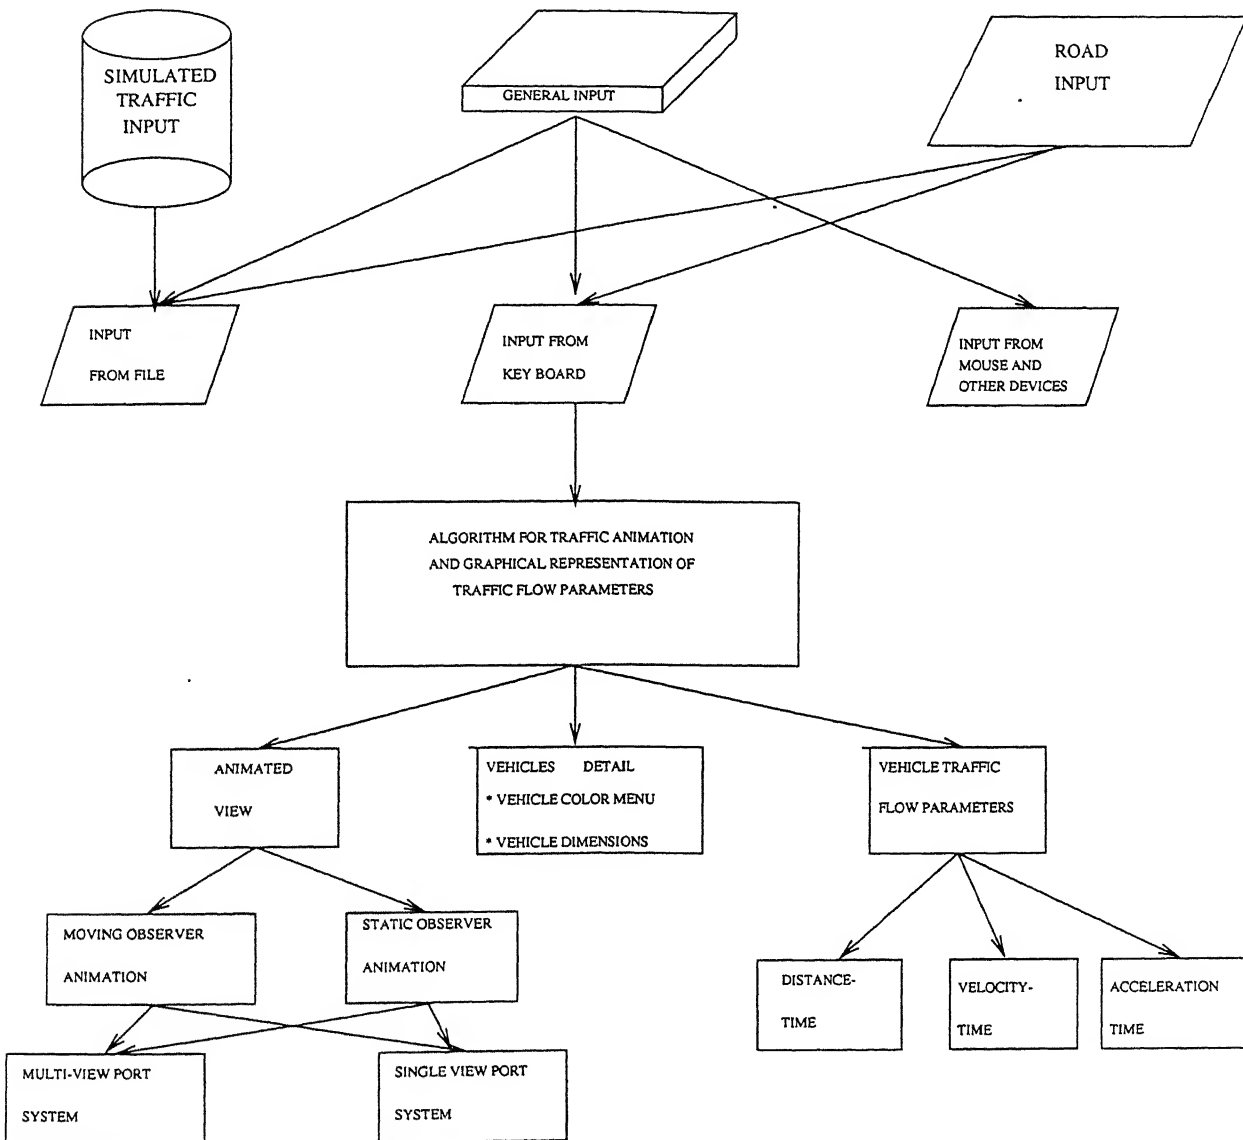 SIMULATED
TRAFFIC
INPUT
GENERAL INPUT
ROAD
INPUT
INPUT
FROM FILE
INPUT FROM
KEY BOARD
INPUT FROM
MOUSE AND
OTHER DEVICES
ALGORITHM FOR TRAFFIC ANIMATION
AND GRAPHICAL REPRESENTATION OF
TRAFFIC FLOW PARAMETERS
ANIMATED
VIEW
VEHICLES DETAIL
* VEHICLE COLOR MENU
* VEHICLE DIMENSIONS
VEHICLE TRAFFIC
FLOW PARAMETERS
MOVING OBSERVER
ANIMATION
STATIC OBSERVER
ANIMATION
DISTANCE-
TIME
VELOCITY-
TIME
ACCELERATION
TIME
MULTI-VIEW PORT
SYSTEM
SINGLE VIEW PORT
SYSTEM